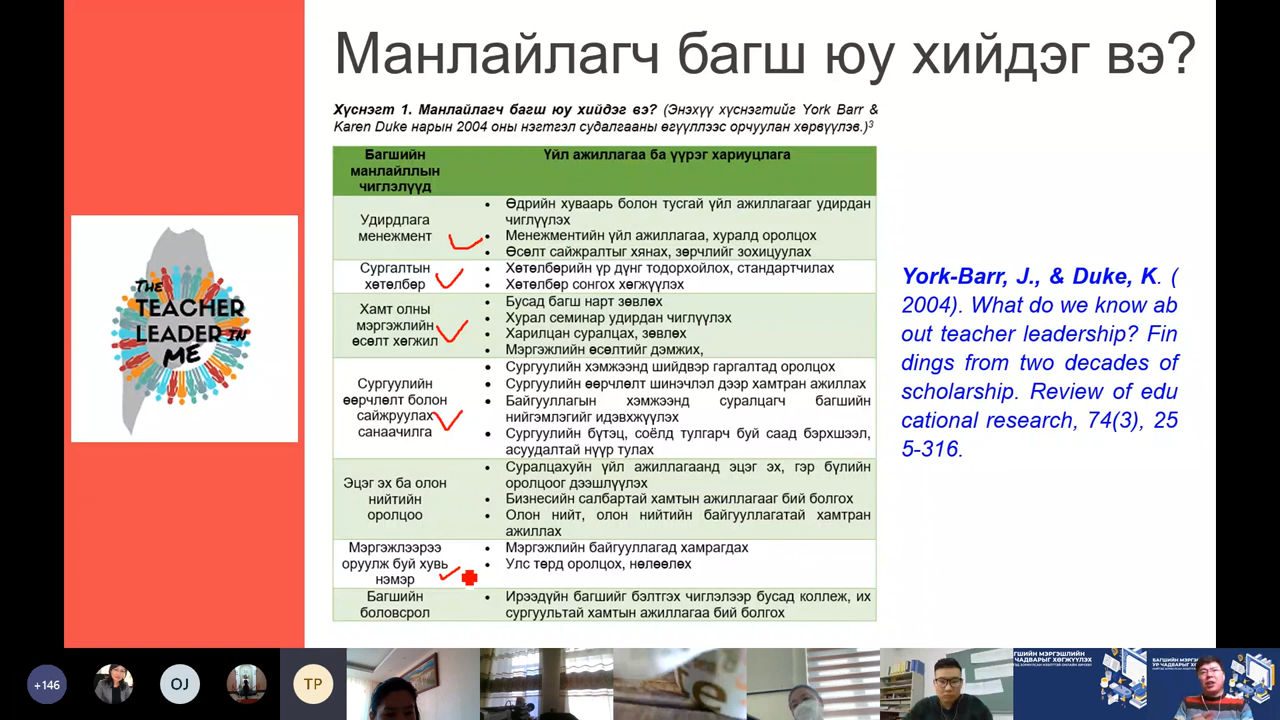 Манлайлагч багш юу хийдэг вэ?
Хүснэгт 1. Манлайлагч багш юу хийдэг вэ? (Энэхүү хүснэгтийг York Barr &
Karen Duke нарын 2004 оны нэгтгэл судалгааны өгүүллээс орчуулан хөрвүүлэв.)3
Багшийн
манлайллын
чиглэлүүд
Үйл ажиллагаа ба үүрэг хариуцлага
Удирдлага
менежмент
• Өдрийн хуваарь болон тусгай үйл ажиллагааг удирдан
чиглүүлэх
• Менежментийн үйл ажиллагаа, хуралд оролцох
• Өсөлт сайжралтыг хянах, зөрчлийг зохицуулах
Сургалтын
хөтөлбөр
• Хөтөлбөрийн үр дүнг тодорхойлох, стандартчилах
• Хөтөлбөр сонгох хөгжүүлэх
Хамт олны
мэргэжлийн
өсөлт хөгжил
• Бусад багш нарт зөвлөх
• Хурал семинар удирдан чиглүүлэх
• Харилцан суралцах, зөвлөх
• Мэргэжлийн өсөлтийг дэмжих,
Сургуулийн
өөрчлөлт болон
сайжруулах
санаачилга
• Сургуулийн хэмжээнд шийдвэр гаргалтад оролцох
• Сургуулийн өөрчлөлт шинэчлэл дээр хамтран ажиллах
• Байгууллагын хэмжээнд суралцагч багшийн
нийгэмлэгийг идэвхжүүлэх
• Сургуулийн бүтэц, соёлд тулгарч буй саад бэрхшээл,
асуудалтай нүүр тулах
Эцэг эх ба олон
нийтийн
оролцоо
• Суралцахуйн үйл ажиллагаанд эцэг эх, гэр бүлийн
оролцоог дээшлүүлэх
• Бизнесийн салбартай хамтын ажиллагааг бий болгох
• Олон нийт, олон нийтийн байгууллагатай хамтран
ажиллах
Мэргэжлээрээ
оруулж буй хувь
нэмэр
• Мэргэжлийн байгууллагад хамрагдах
• Улс төрд оролцох, нөлөөлөх
Багшийн
боловсрол
• Ирээдүйн багшийг бэлтгэх чиглэлээр бусад коллеж, их
сургуультай хамтын ажиллагаа бий болгох
York-Barr, J., & Duke, K. (
2004). What do we know ab
out teacher leadership? Fin
dings from two decades of
scholarship. Review of edu
cational research, 74(3), 25
5-316.
THE
TEACHER
LEADER IN
ME
+146
OJ
TP
ГШИЙН МЭРГЭШЛИЙН
ЧАДВАРЫГ ХӨГЖҮҮЛЭХ
БАГШИЙН МЭРГЭ
УР ЧАДВАРЫГ ХӨ